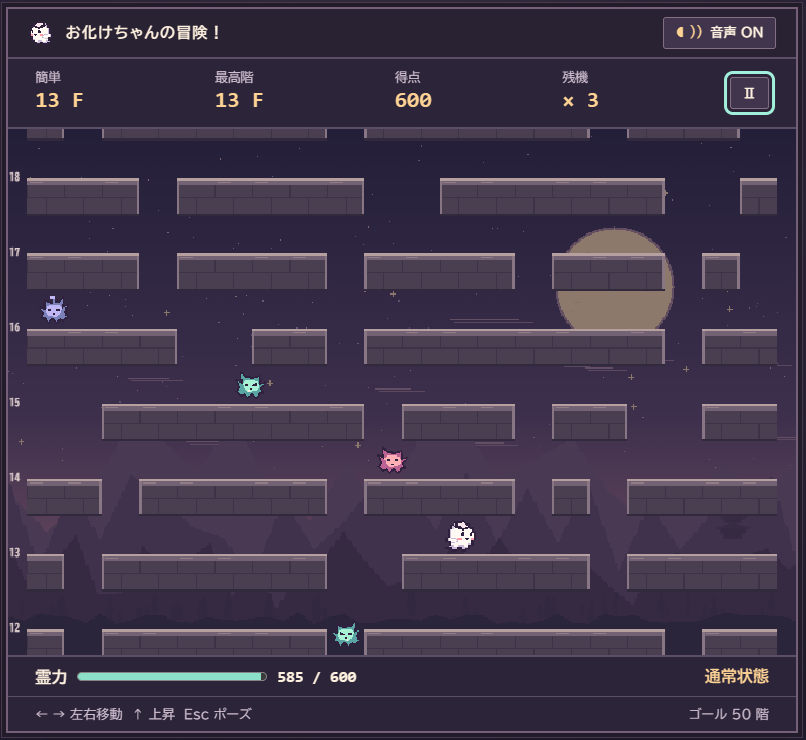 お化けちゃんの冒険！
音声 ON
簡単 最高階 得点 残機
13 F 13 F 600 × 3
II
18
17
16
15
14
13
12
霊力 585 / 600 通常状態
← → 左右移動 ↑ 上昇 Esc ポーズ ゴール 50 階